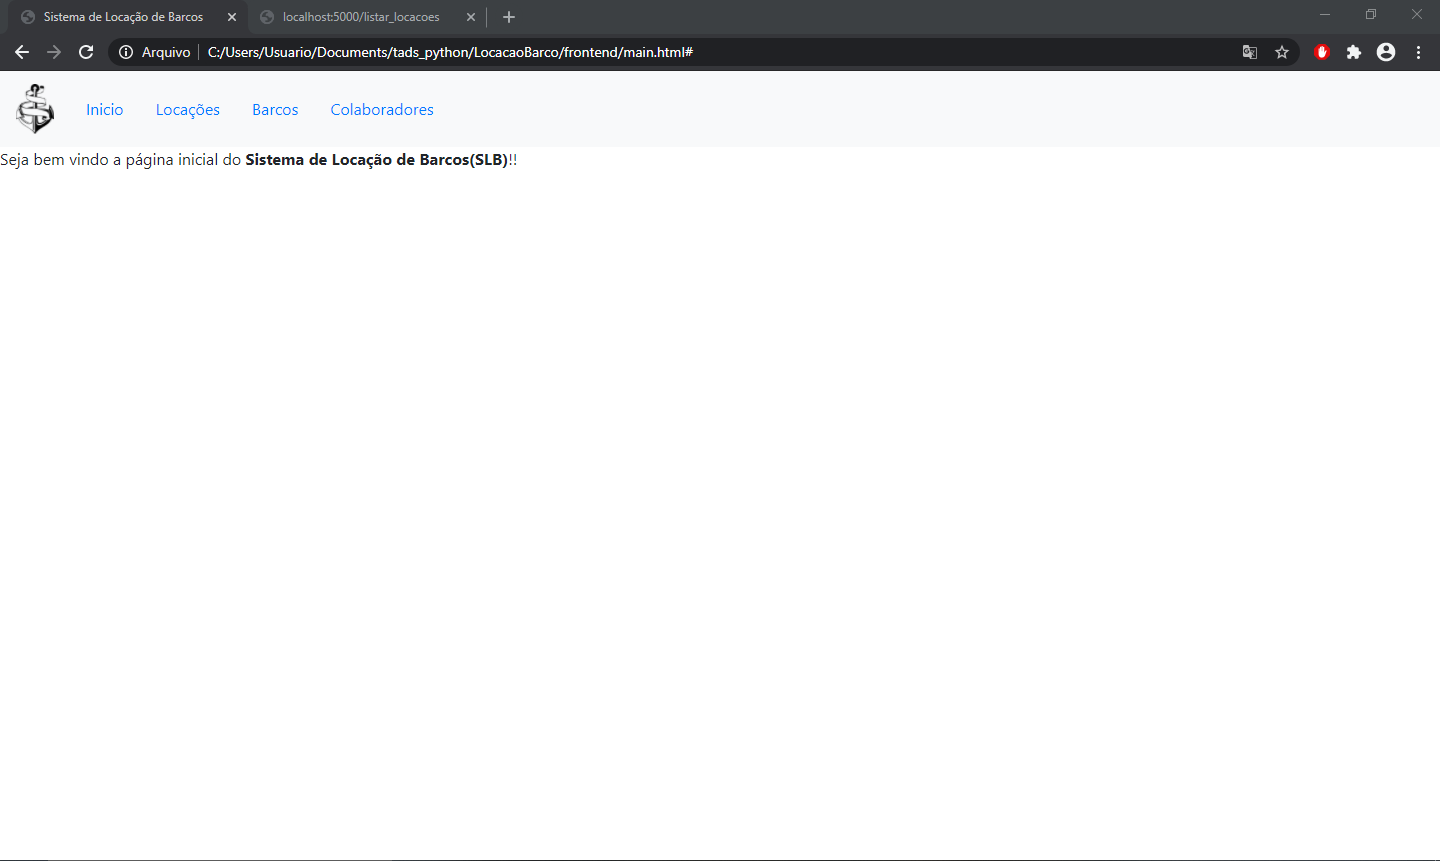 Sistema de Locação de Barcos
localhost:5000/listar_locacoes
Arquivo C:/Users/Usuario/Documents/tads_python/LocacaoBarco/frontend/main.html#
Inicio Locações Barcos Colaboradores
Seja bem vindo a página inicial do Sistema de Locação de Barcos(SLB)!!